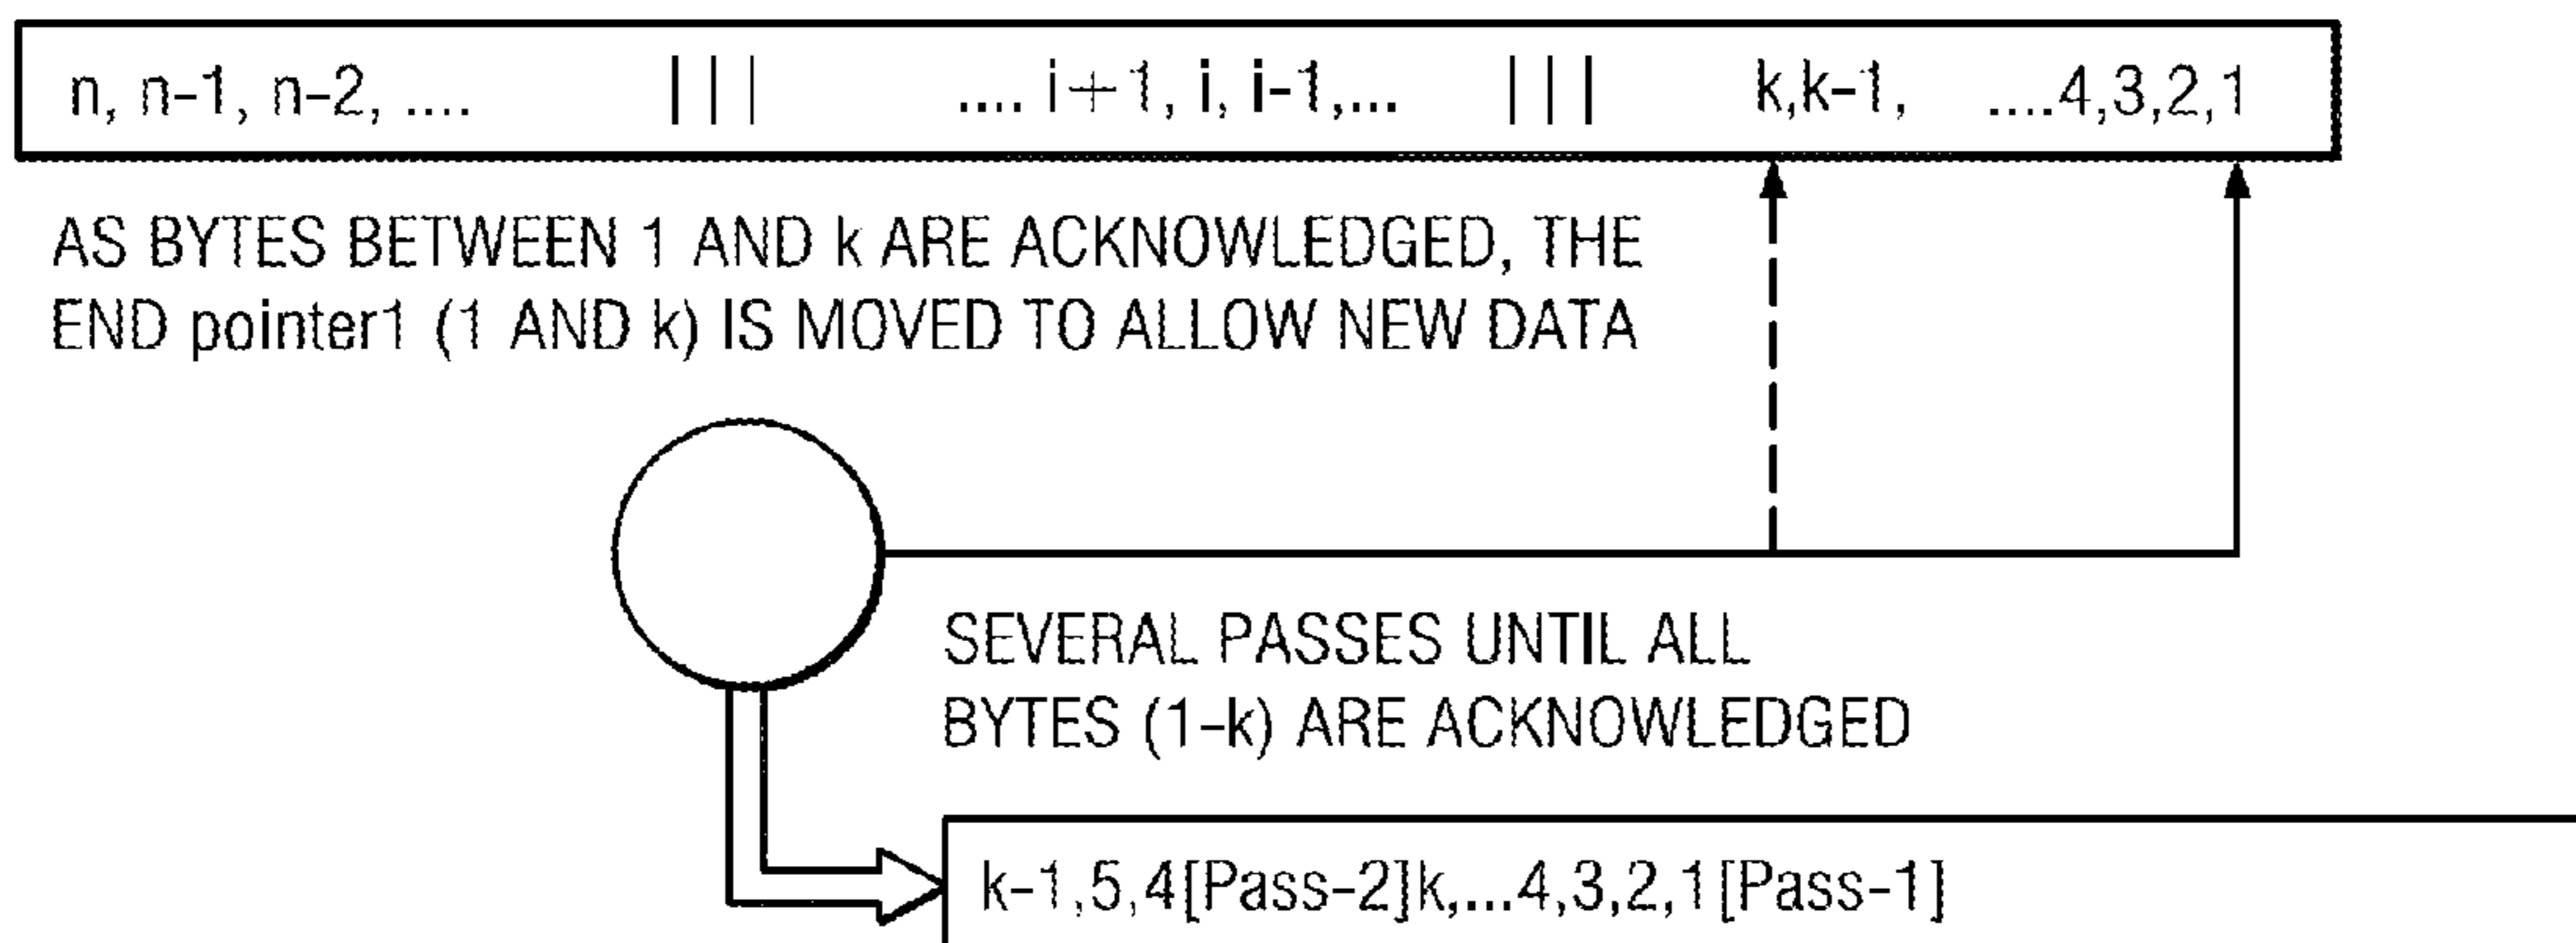 n, n-1, n-2, .... ||| .... i+1, i, i-1,... ||| k,k-1, ....4,3,2,1
AS BYTES BETWEEN 1 AND k ARE ACKNOWLEDGED, THE
END pointer1 (1 AND k) IS MOVED TO ALLOW NEW DATA
SEVERAL PASSES UNTIL ALL
BYTES (1-k) ARE ACKNOWLEDGED
k-1,5,4[Pass-2]k,...4,3,2,1[Pass-1]